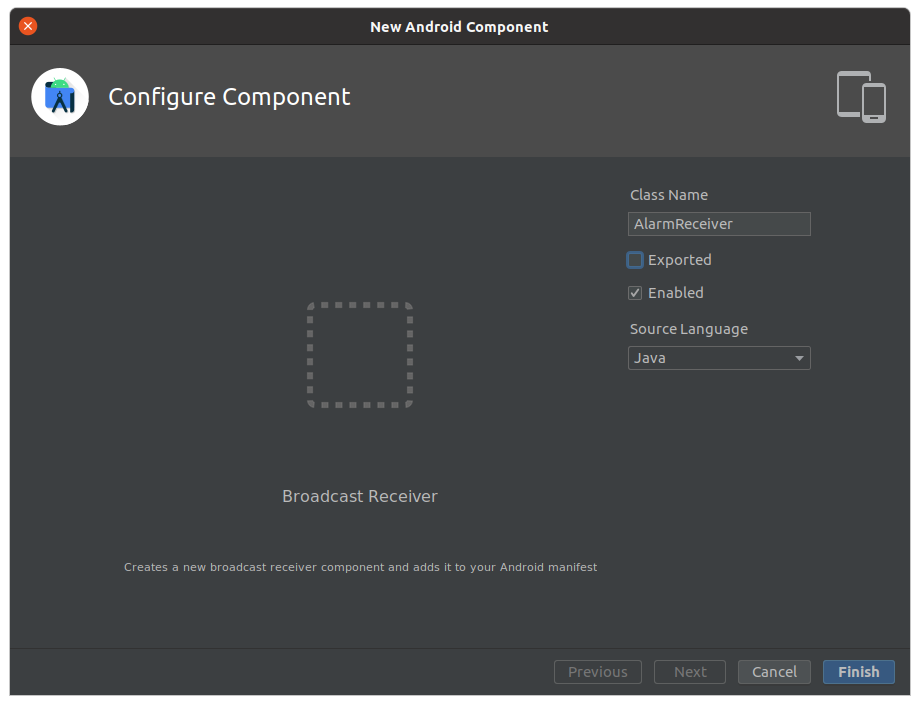 New Android Component
Configure Component
Class Name
AlarmReceiver
Exported
Enabled
Source Language
Java
Broadcast Receiver
Creates a new broadcast receiver component and adds it to your Android manifest
Previous
Next
Cancel
Finish